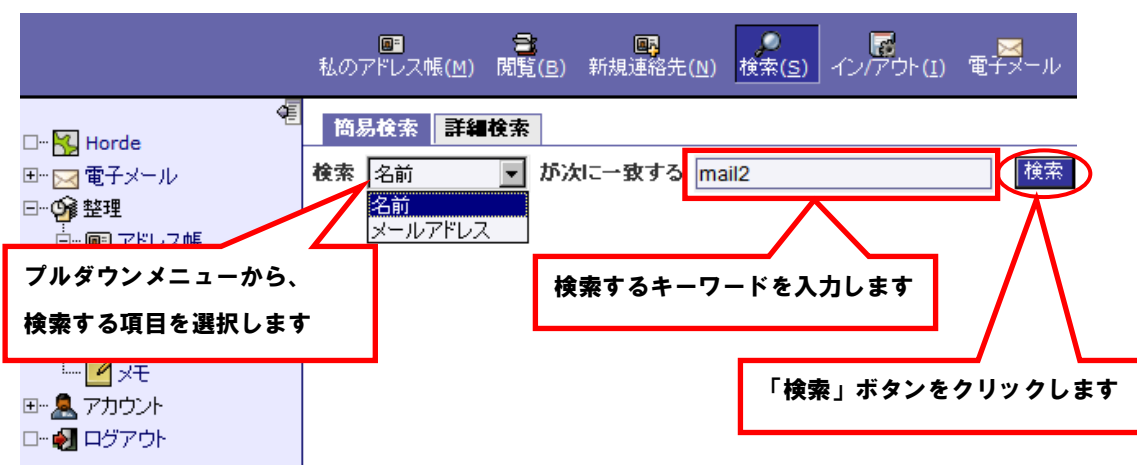 私のアドレス帳(M) 閲覧(B) 新規連絡先(N) 検索(S) イン/アウト(I) 電子メール
簡易検索 詳細検索
Horde
電子メール
整理
アドレス帳
メモ
アカウント
ログアウト
検索 名前 が次に一致する mail2 検索
名前
メールアドレス
プルダウンメニューから、
検索する項目を選択します
検索するキーワードを入力します
「検索」ボタンをクリックします